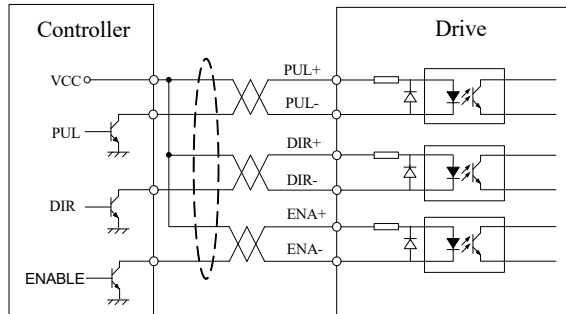 Controller
Drive
VCC
PUL+
PUL-
PUL
DIR+
DIR-
DIR
ENA+
ENA-
ENABLE